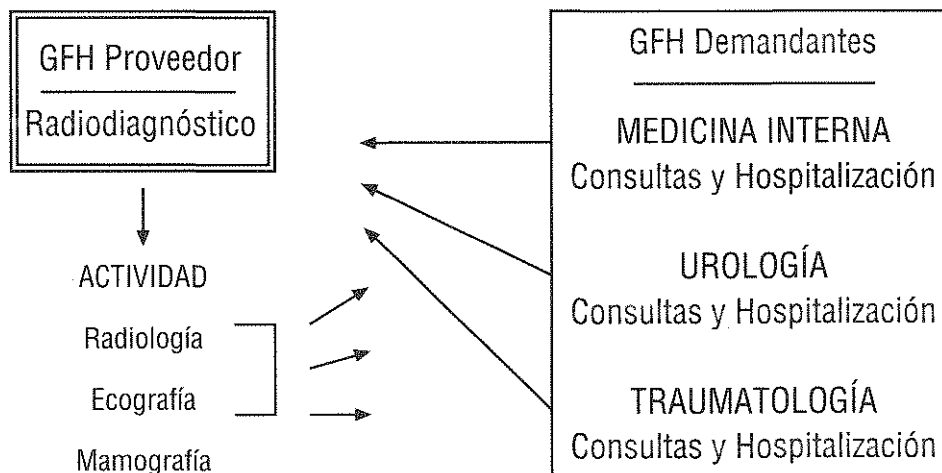 GFH Proveedor
Radiodiagnóstico
ACTIVIDAD
Radiología
Ecografía
Mamografía
GFH Demandantes
MEDICINA INTERNA
Consultas y Hospitalización
UROLOGÍA
Consultas y Hospitalización
TRAUMATOLOGÍA
Consultas y Hospitalización